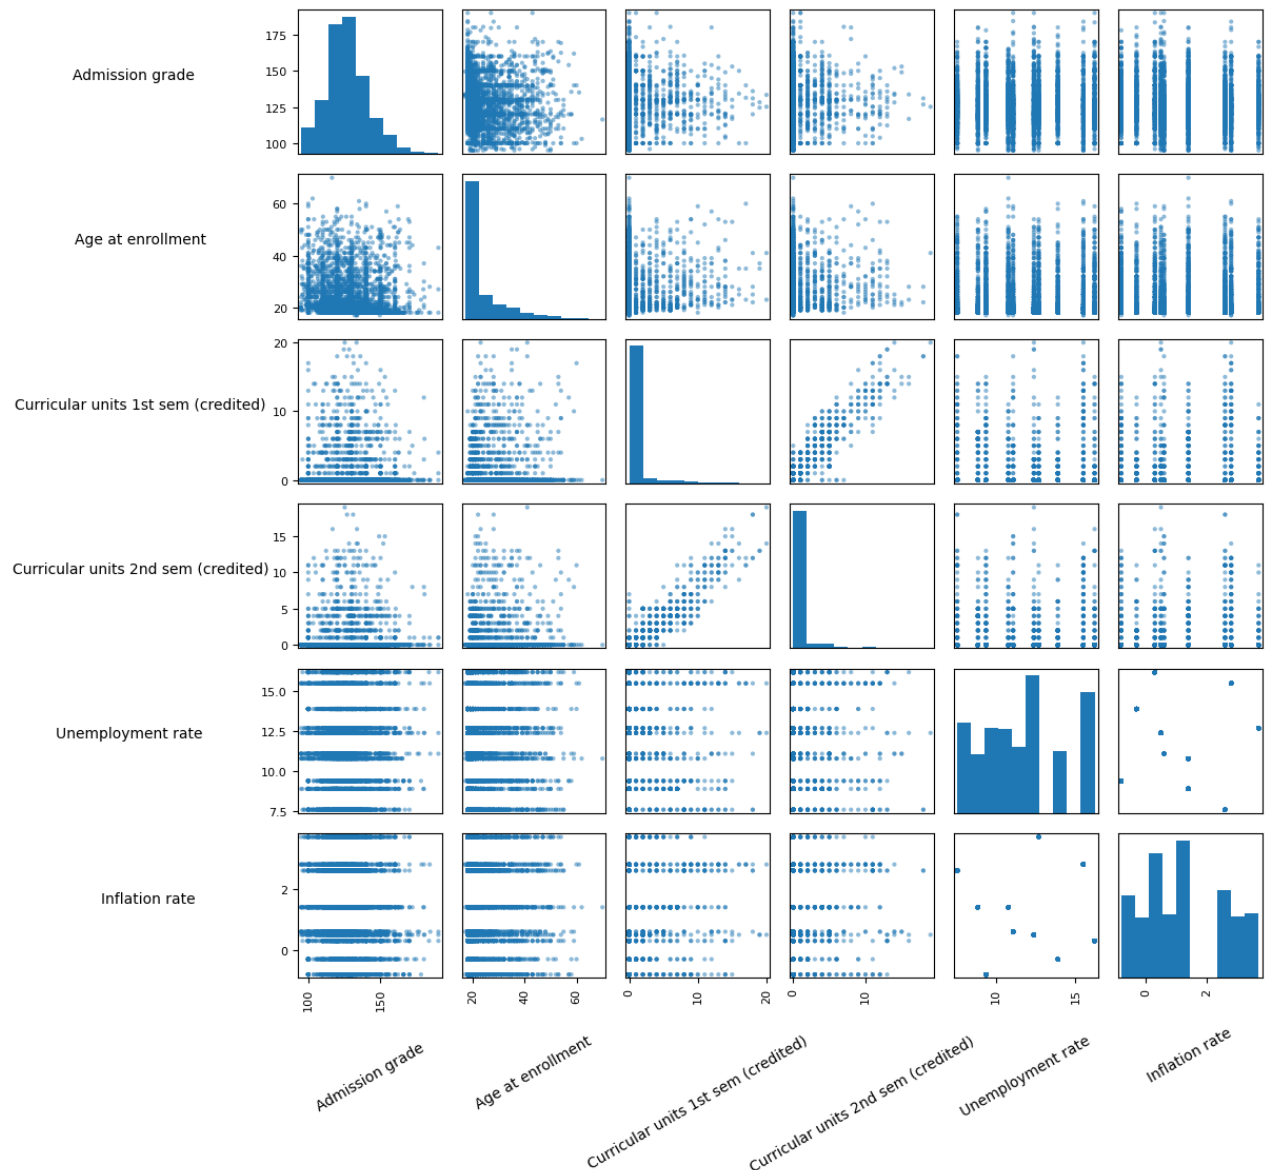 175
150
125
100
Admission grade
60
40
20
Age at enrollment
20
10
0
Curricular units 1st sem (credited)
15
10
5
0
Curricular units 2nd sem (credited)
15.0
12.5
10.0
7.5
Unemployment rate
2
0
Inflation rate
100 150 20 40 60 0 10 20 0 10 10 15 0 2
Admission grade
Age at enrollment
Curricular units 1st sem (credited)
Curricular units 2nd sem (credited)
Unemployment rate
Inflation rate